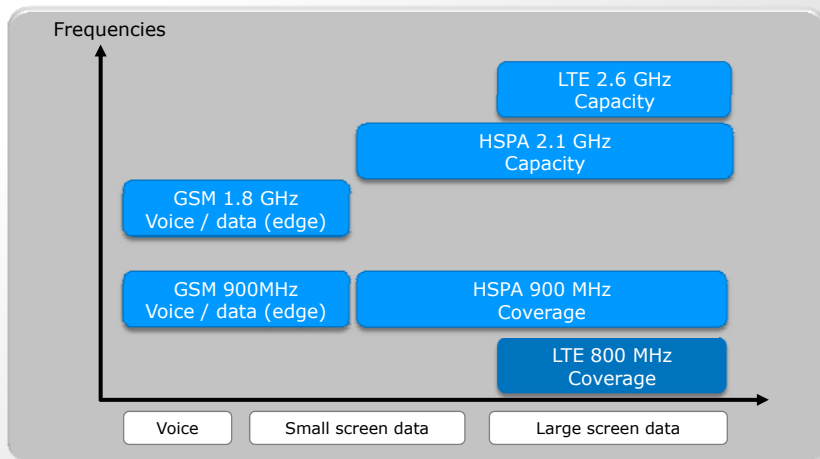 Frequencies
LTE 2.6 GHz
Capacity
HSPA 2.1 GHz
Capacity
GSM 1.8 GHz
Voice / data (edge)
GSM 900MHz
Voice / data (edge)
HSPA 900 MHz
Coverage
LTE 800 MHz
Coverage
Voice
Small screen data
Large screen data